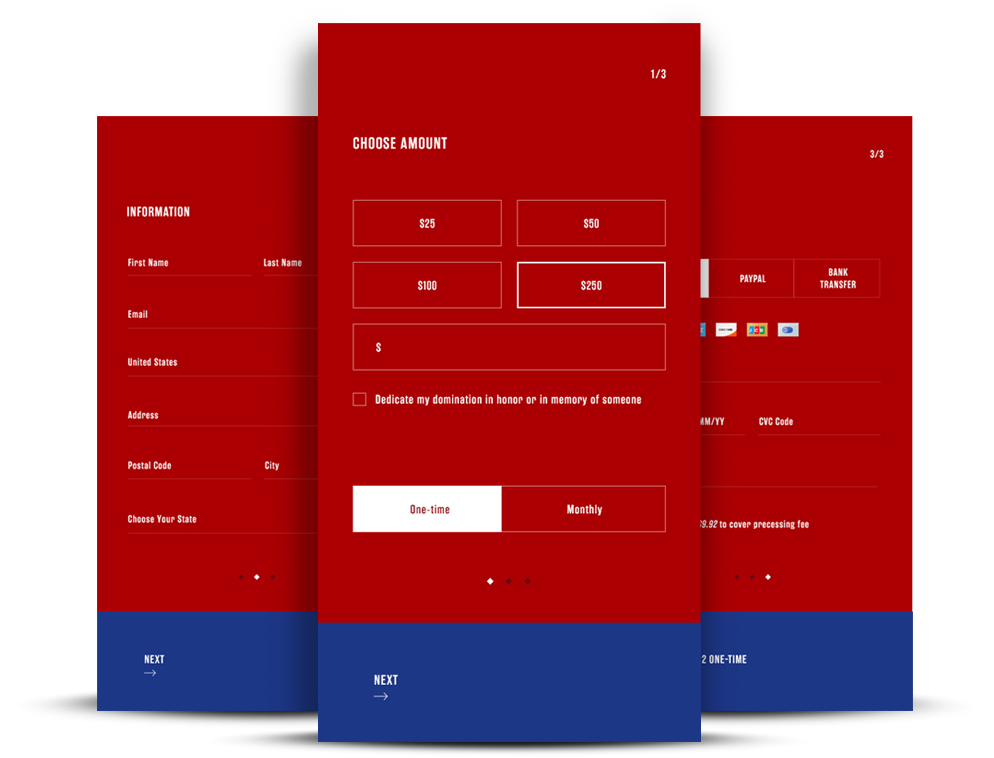 INFORMATION
First Name
Last Name
Email
United States
Address
Postal Code
City
Choose Your State
NEXT
1/3
CHOOSE AMOUNT
$25
$50
$100
$250
$
Dedicate my domination in honor or in memory of someone
One-time
Monthly
NEXT
3/3
PAYPAL
BANK
TRANSFER
JCB
MM/YY
CVC Code
9.92 to cover precessing fee
2 ONE-TIME